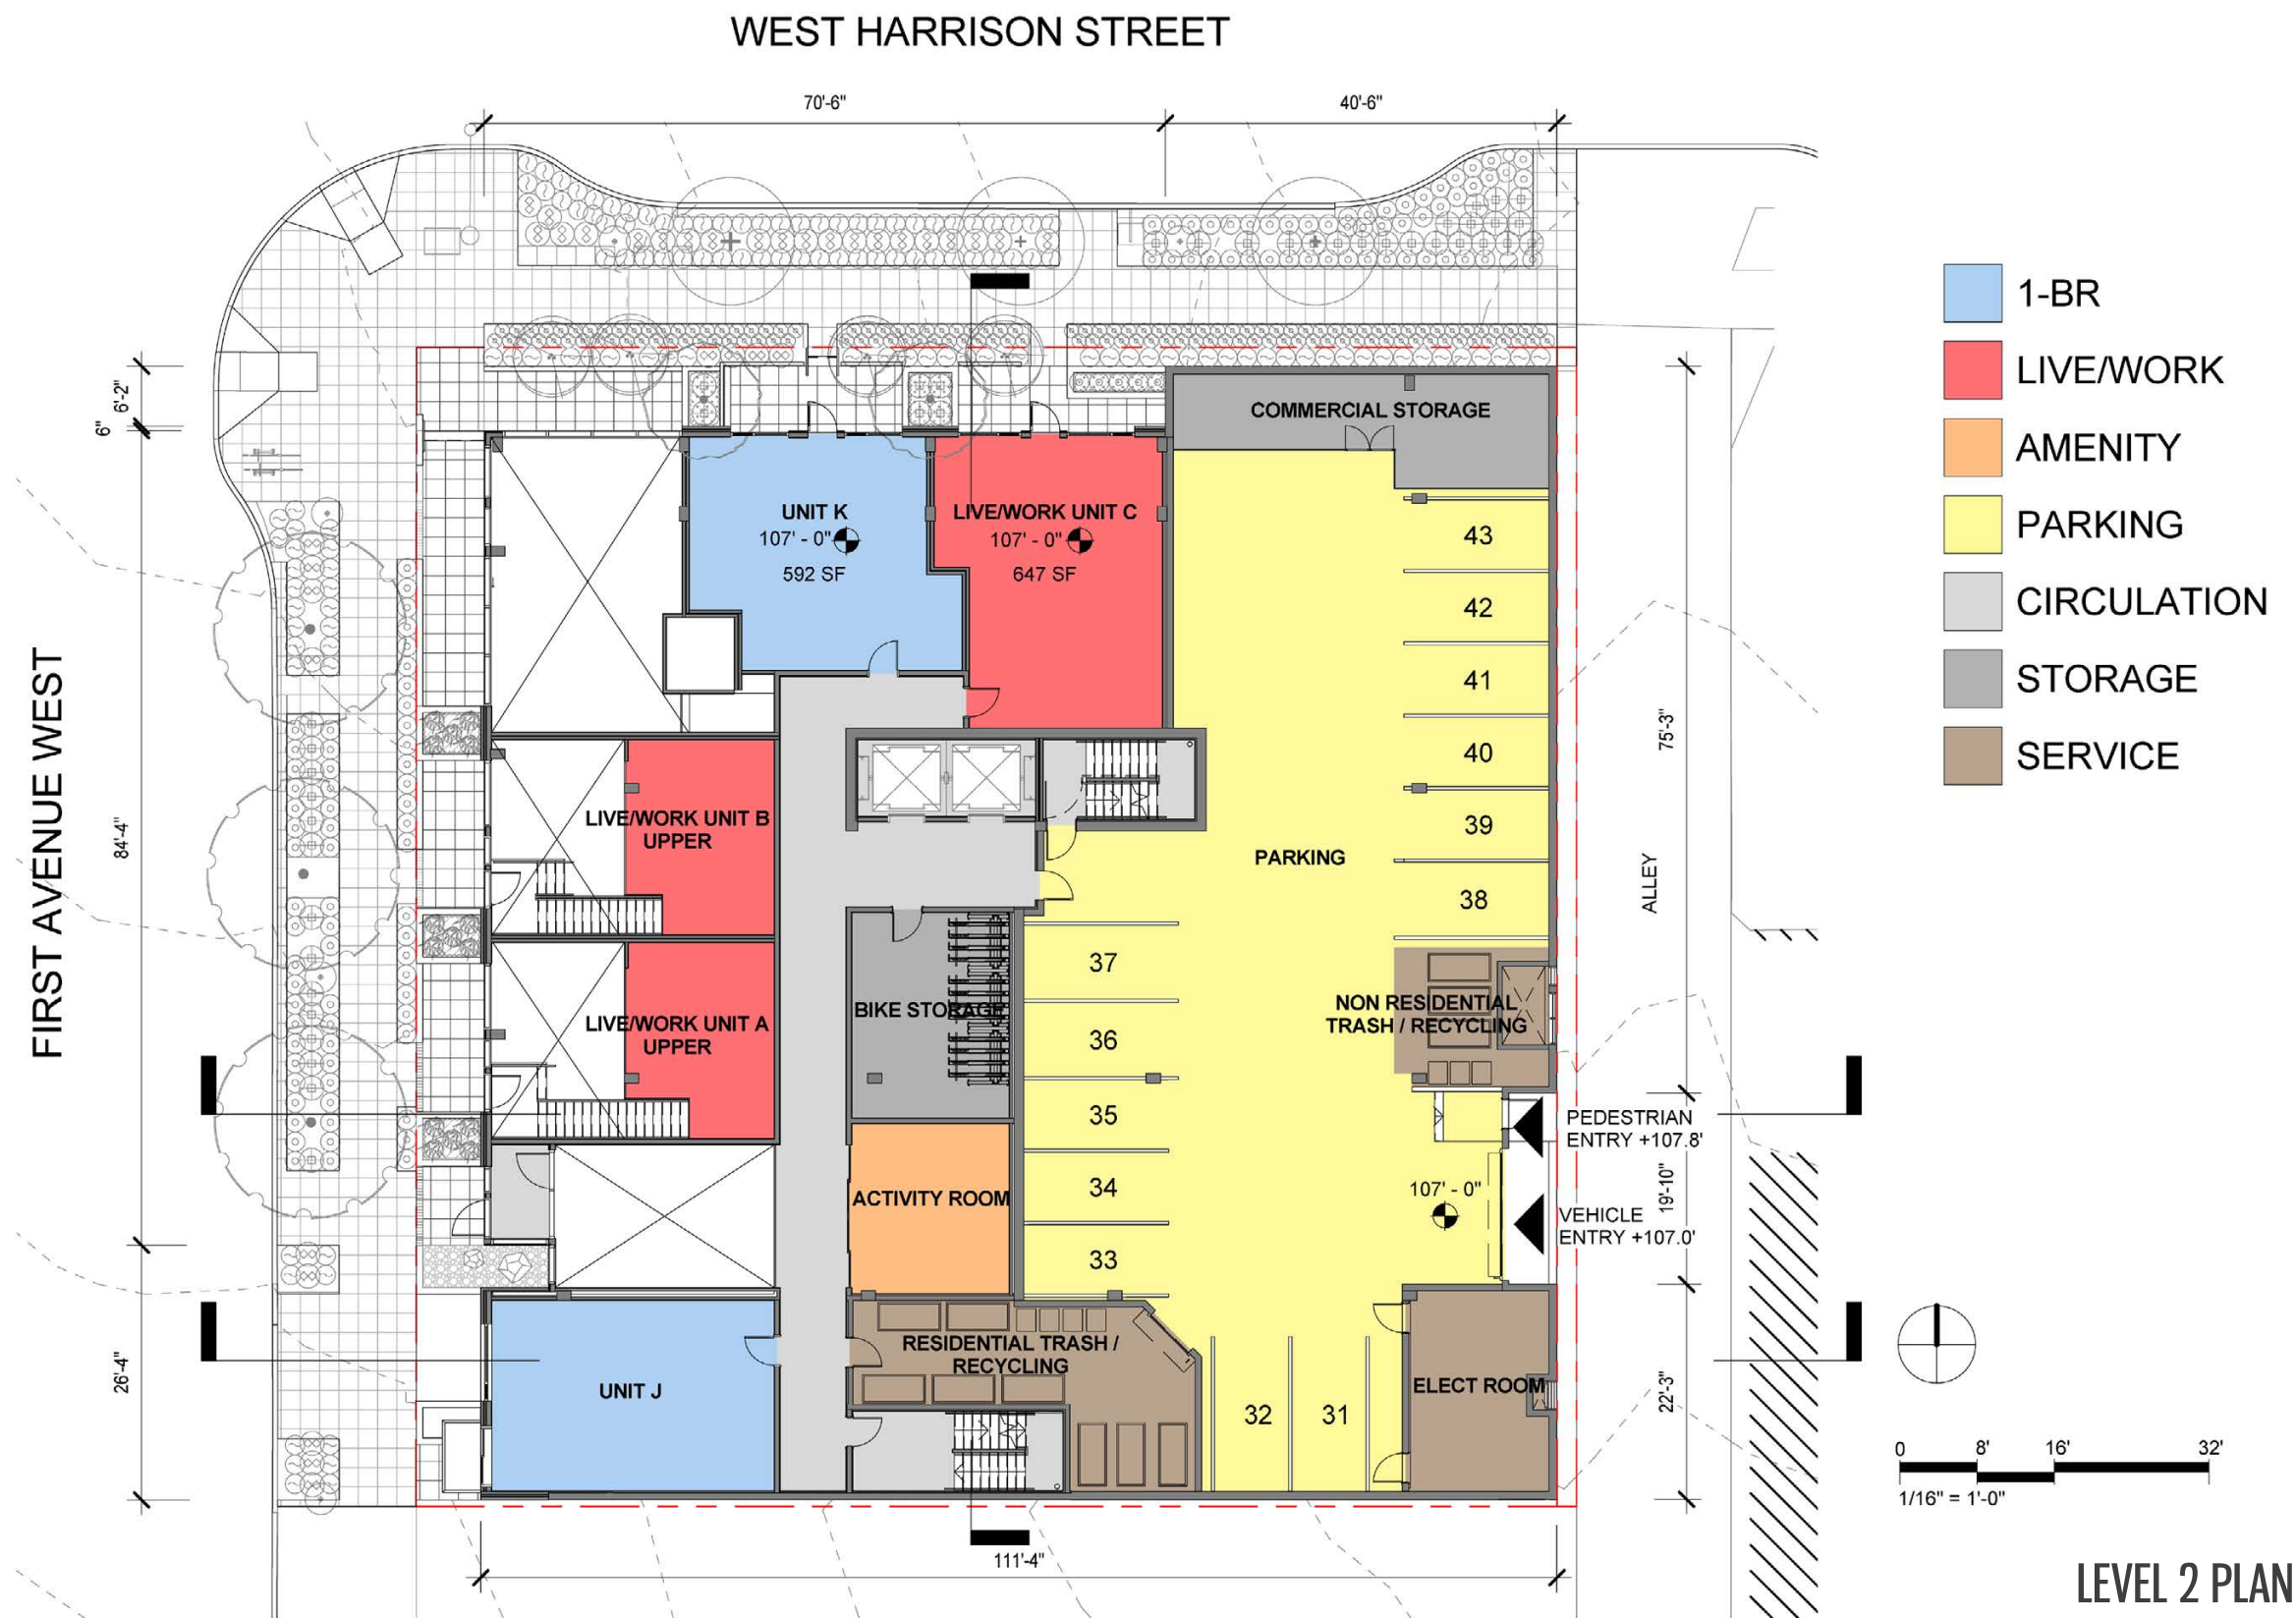 WEST HARRISON STREET
70'-6"
40'-6"
6'-2"
6"
84'-4"
26'-4"
FIRST AVENUE WEST
COMMERCIAL STORAGE
UNIT K
107' - 0"
592 SF
LIVE/WORK UNIT C
107' - 0"
647 SF
43
42
41
40
39
38
LIVE/WORK UNIT B
UPPER
PARKING
75'-3"
ALLEY
LIVE/WORK UNIT A
UPPER
BIKE STORAGE
37
36
35
34
33
NON RESIDENTIAL
TRASH / RECYCLING
PEDESTRIAN
ENTRY +107.8'
19'-10"
ACTIVITY ROOM
107' - 0"
VEHICLE
ENTRY +107.0'
RESIDENTIAL TRASH /
RECYCLING
UNIT J
32
31
ELECT ROOM
22'-3"
111'-4"
1-BR
LIVE/WORK
AMENITY
PARKING
CIRCULATION
STORAGE
SERVICE
0 8' 16' 32'
1/16" = 1'-0"
LEVEL 2 PLAN